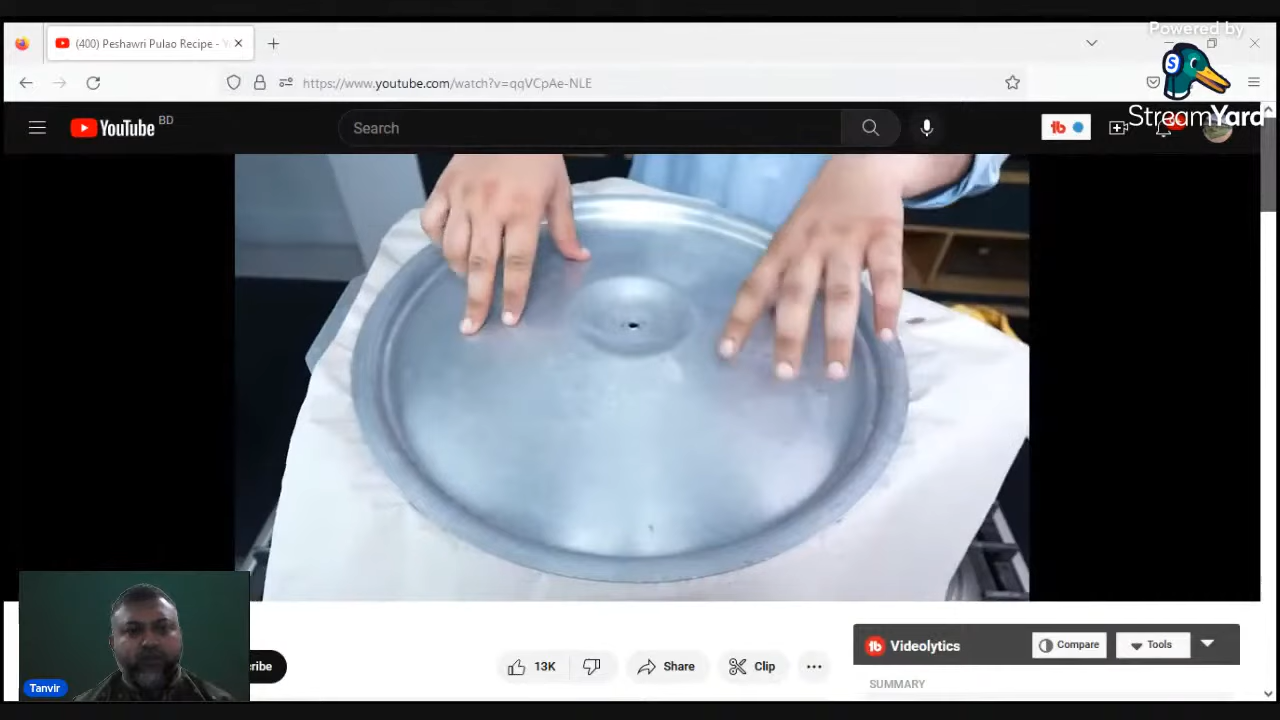 Powered by
(400) Peshawri Pulao Recipe - Y
https://www.youtube.com/watch?v=qqVCpAe-NLE
StreamYard
YouTube BD
Search
Videolytics
Compare
Tools
13K
Share
Clip
SUMMARY
Tanvir